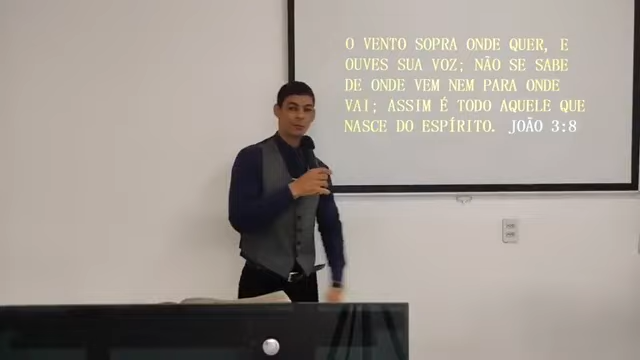 O VENTO SOPRA ONDE QUER, E
OUVES SUA VOZ; NÃO SE SABE
DE ONDE VEM NEM PARA ONDE
VAI; ASSIM É TODO AQUELE QUE
NASCE DO ESPÍRITO. JOÃO 3:8